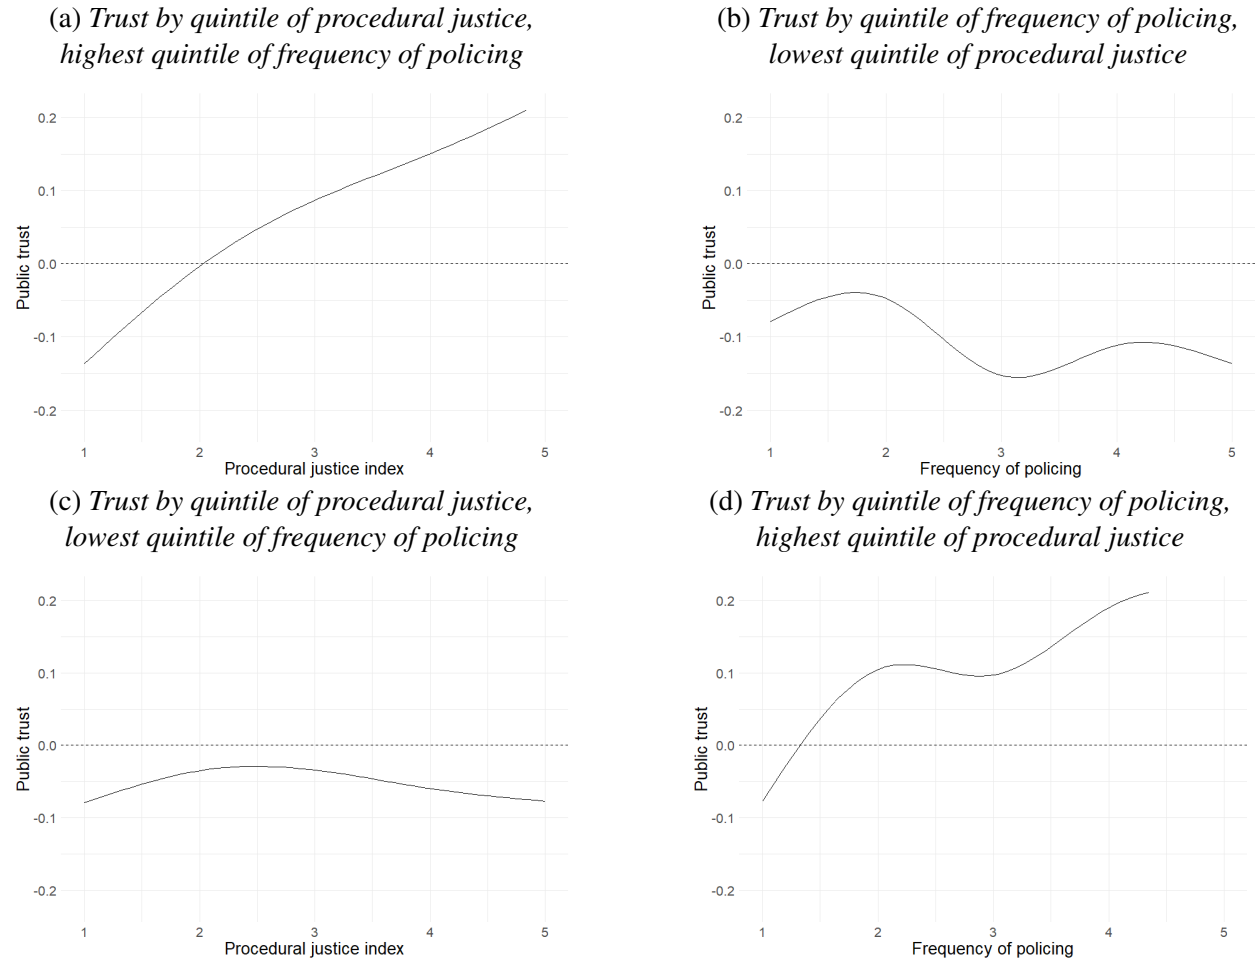 (a) Trust by quintile of procedural justice,
highest quintile of frequency of policing
0.2
0.1
0.0
-0.1
-0.2
Public trust
1 2 3 4 5
Procedural justice index
(b) Trust by quintile of frequency of policing,
lowest quintile of procedural justice
0.2
0.1
0.0
-0.1
-0.2
Public trust
1 2 3 4 5
Frequency of policing
(c) Trust by quintile of procedural justice,
lowest quintile of frequency of policing
0.2
0.1
0.0
-0.1
-0.2
Public trust
1 2 3 4 5
Procedural justice index
(d) Trust by quintile of frequency of policing,
highest quintile of procedural justice
0.2
0.1
0.0
-0.1
-0.2
Public trust
1 2 3 4 5
Frequency of policing